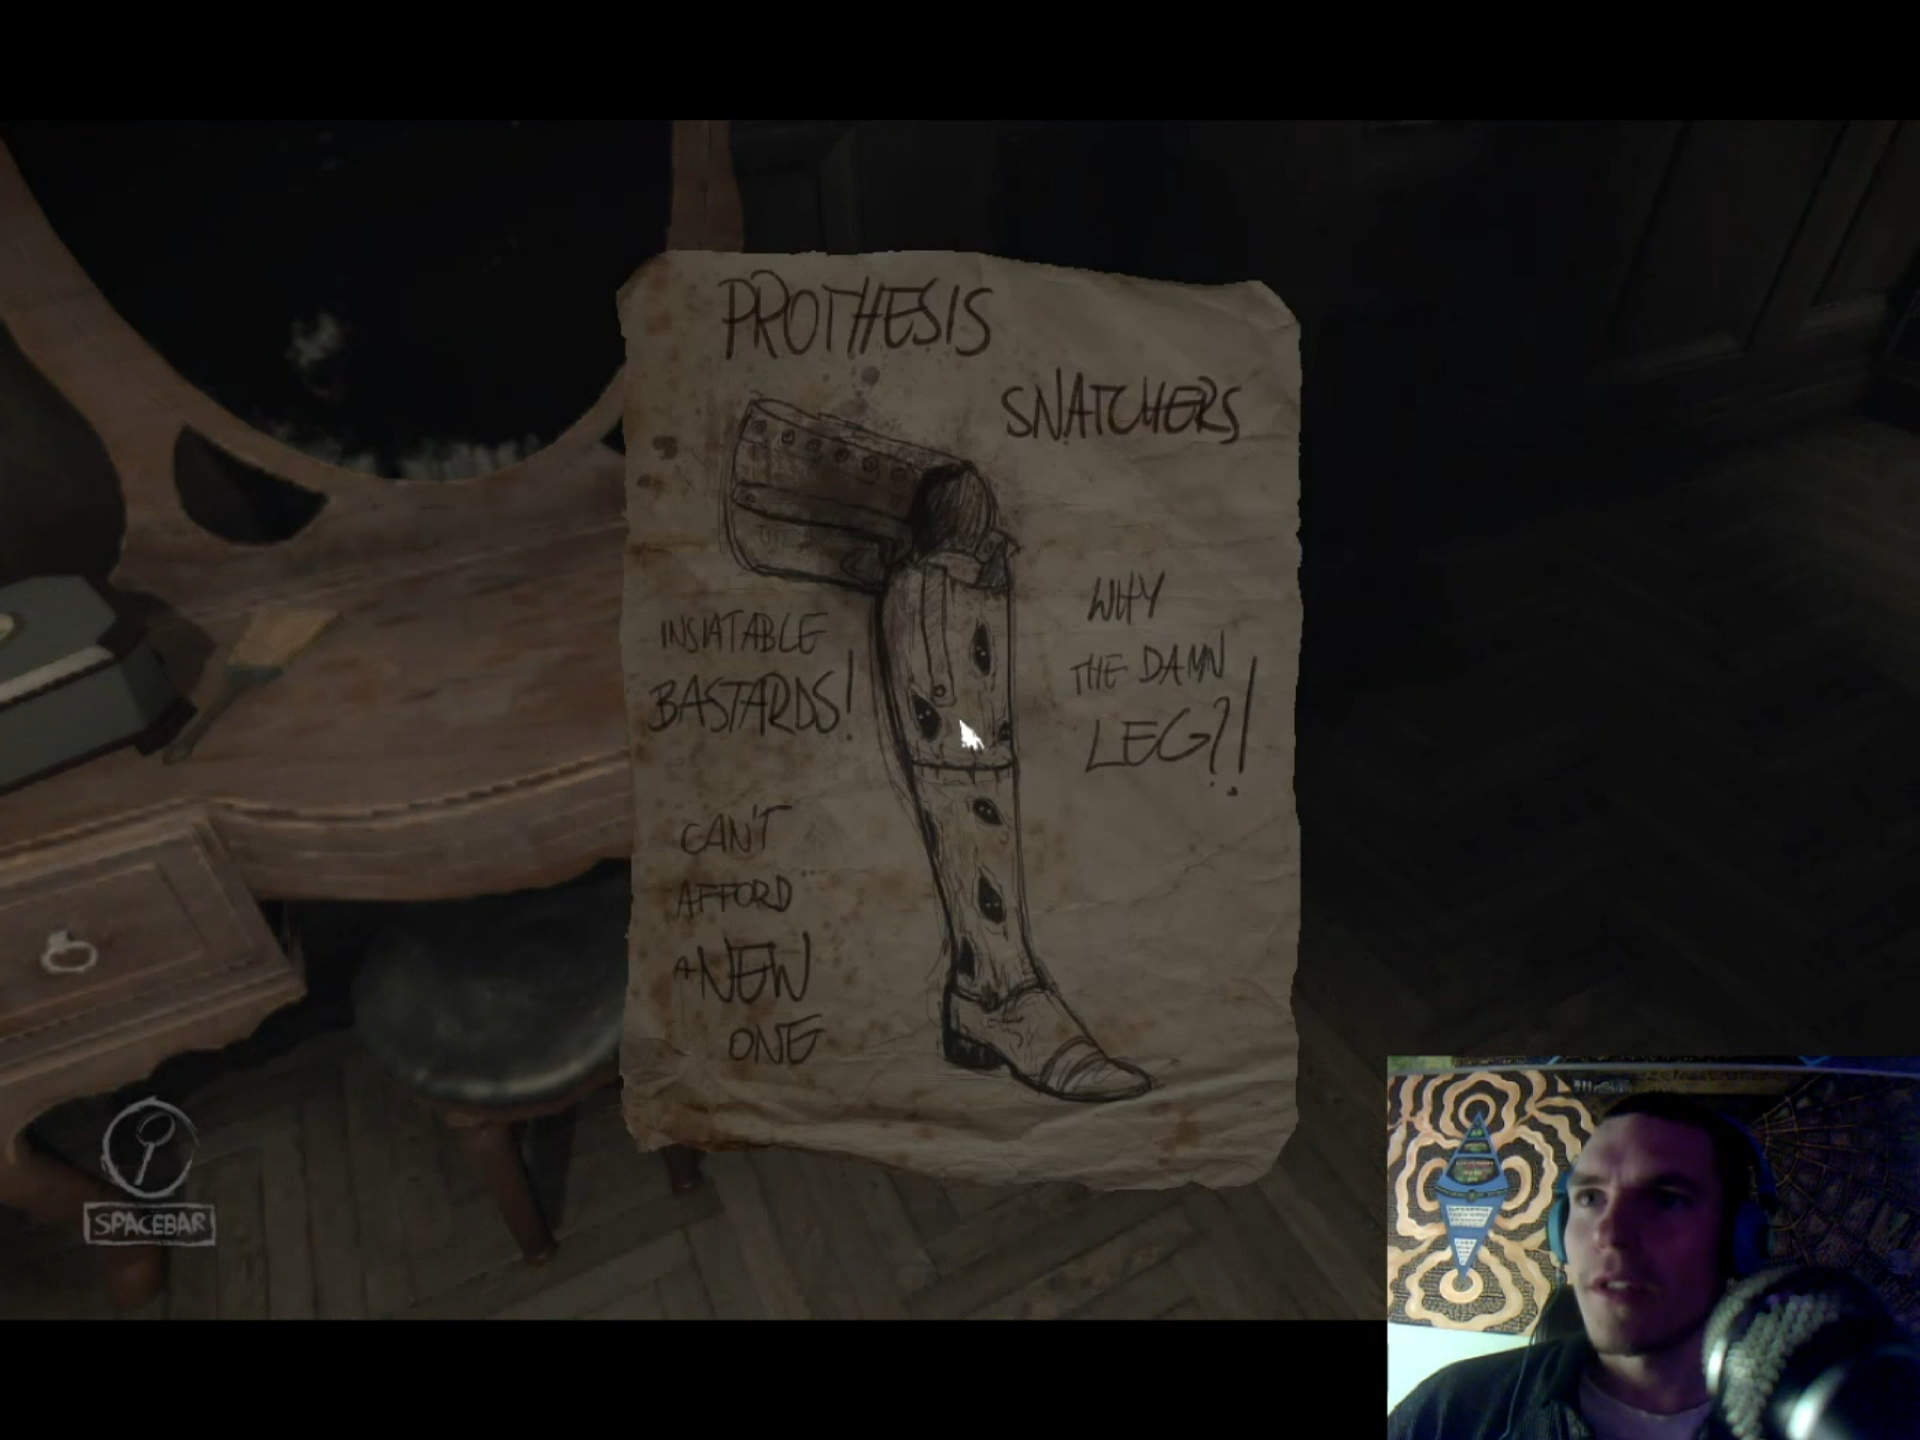 PROTHESIS
SNATCHERS
INSIATABLE
BASTARDS!
WHY
THE DAMN
LEG?!
CAN'T
AFFORD
A NEW
ONE
SPACEBAR